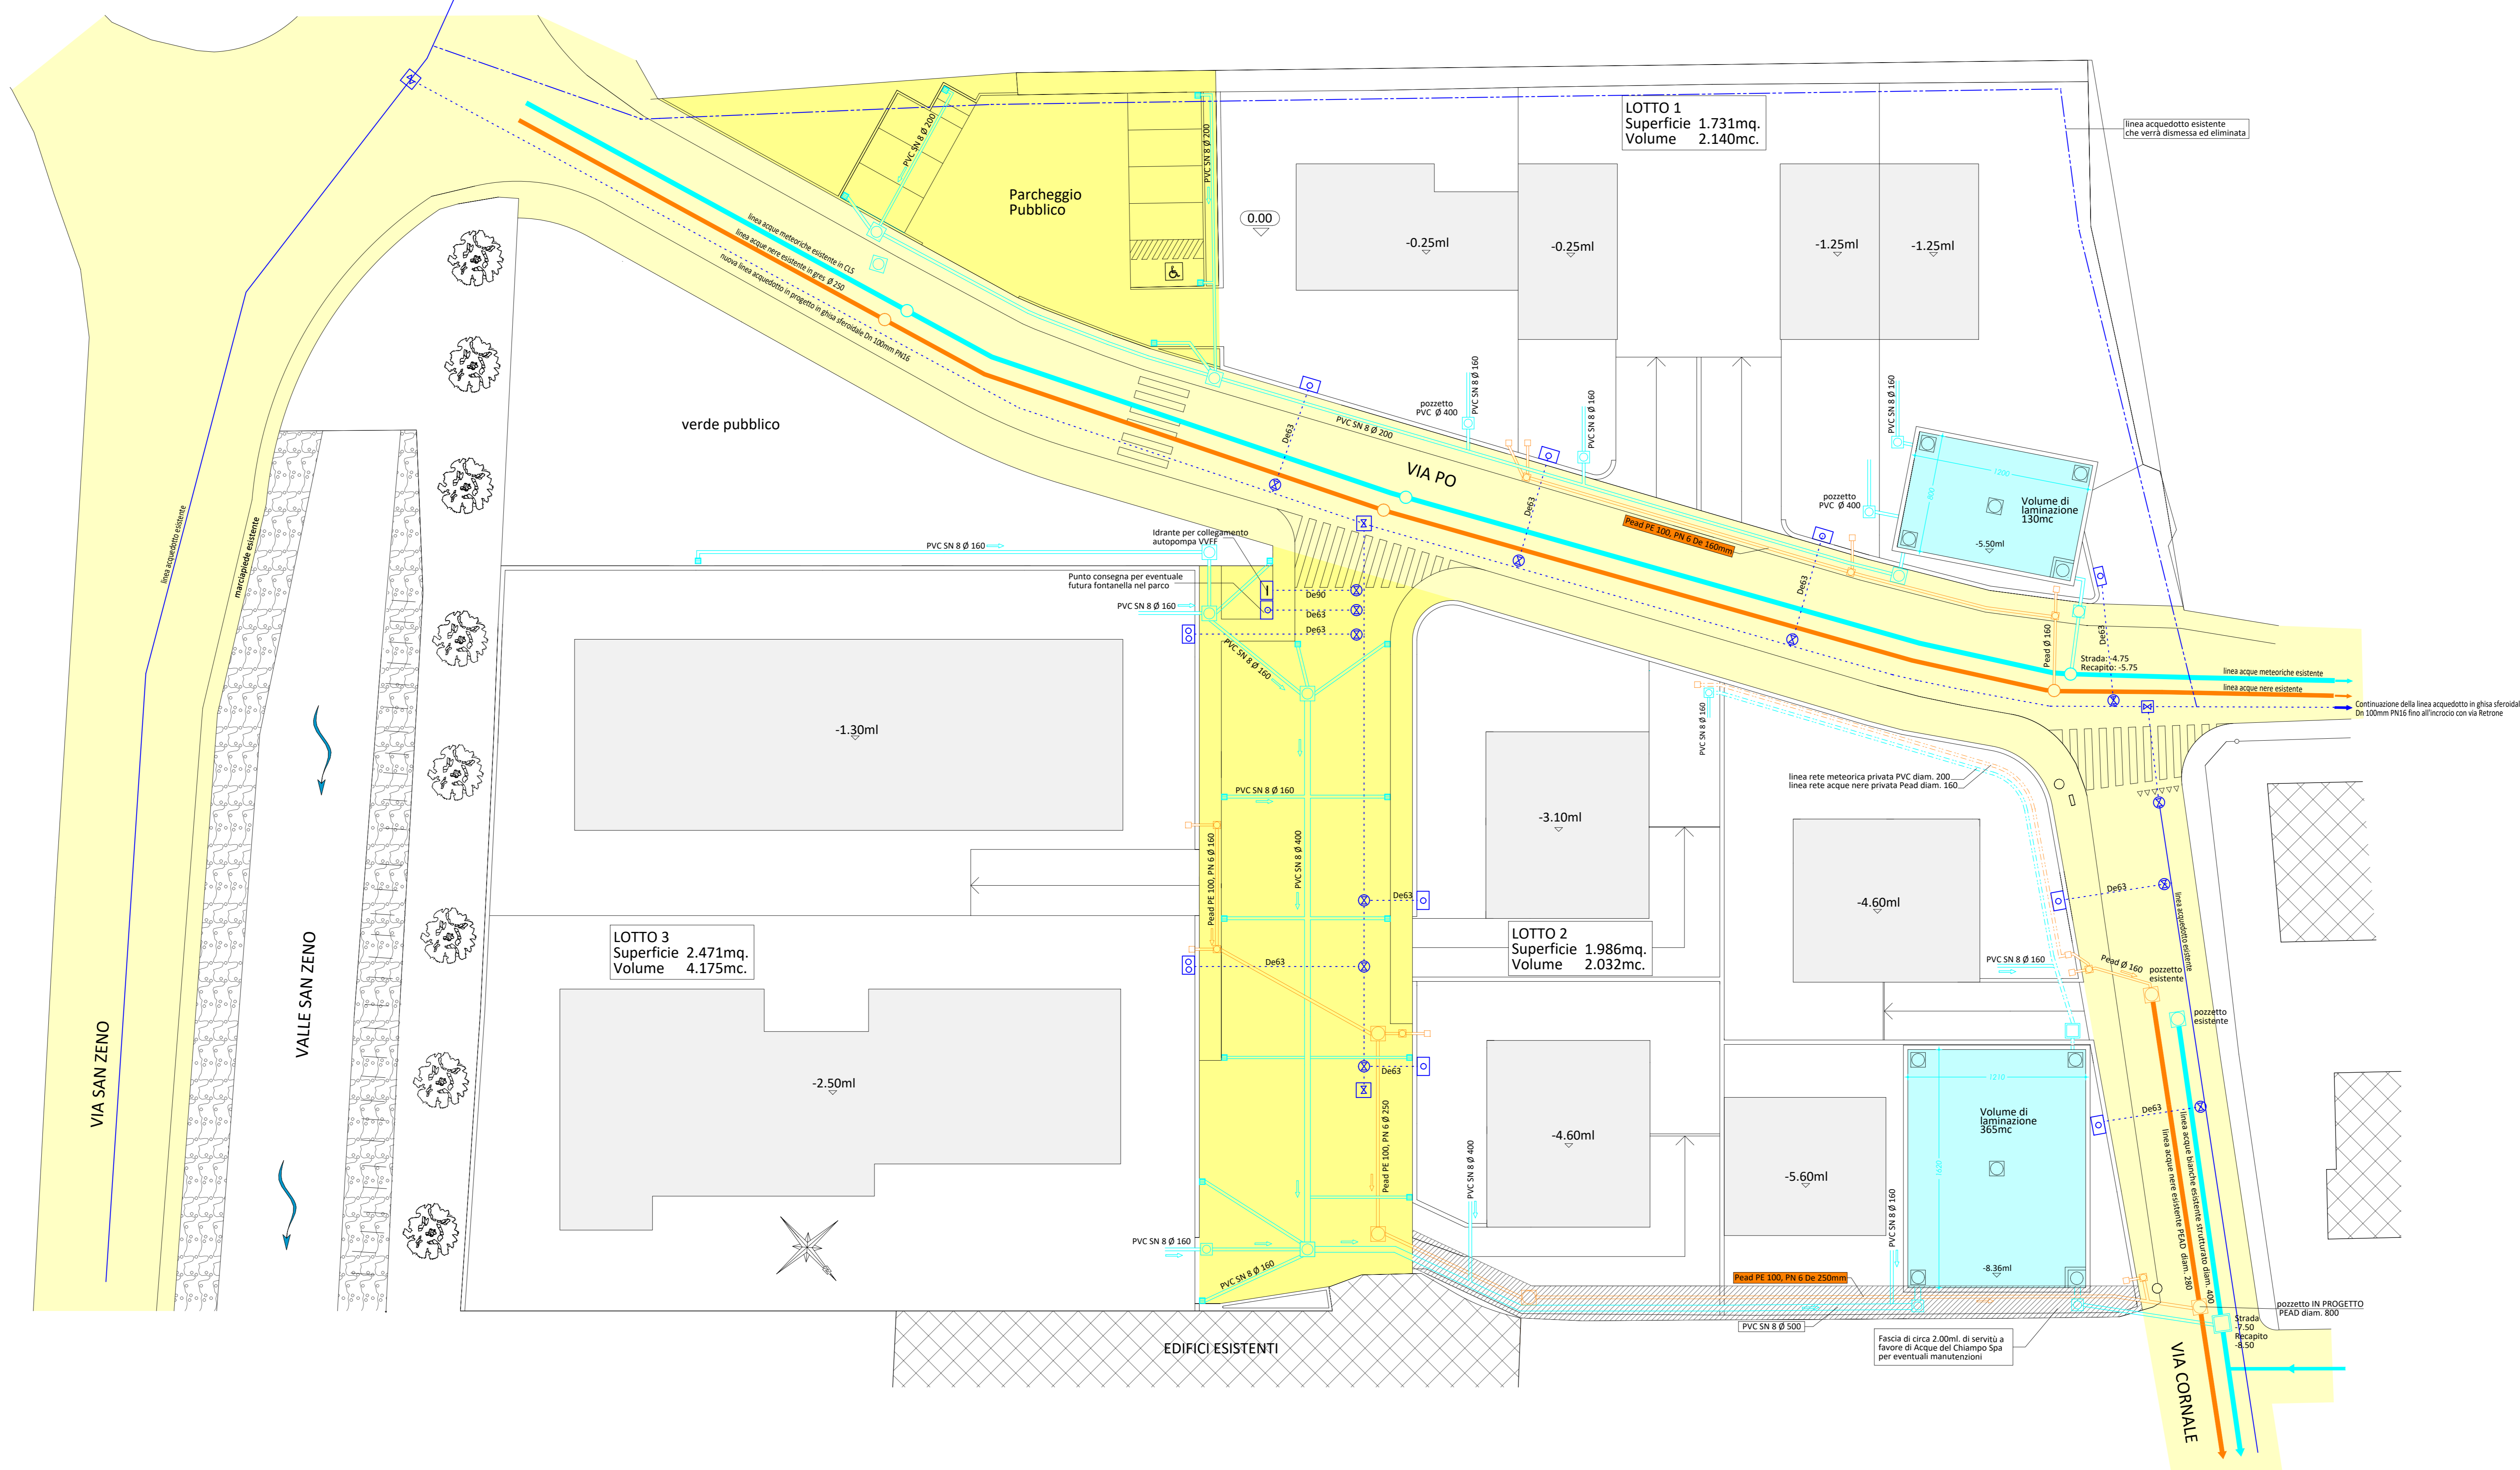 LOTTO 1
Superficie 1.731mq.
Volume 2.140mc.
linea acquedotto esistente
che verrà dismessa ed eliminata
PVC SN 8 Ø 200
PVC SN 8 Ø 200
Parcheggio
Pubblico
0.00
-0.25ml
-0.25ml
-1.25ml
-1.25ml
linea acque meteoriche esistente in CLS
linea acque nere esistente in gres Ø 250
nuova linea acquedotto in progetto in ghisa sferoidale Dn 100mm PN16
verde pubblico
De63
PVC SN 8 Ø 200
pozzetto
PVC Ø 400
PVC SN 8 Ø 160
PVC SN 8 Ø 160
PVC SN 8 Ø 160
VIA PO
De63
Pead PE 100, PN 6 De 160mm
De63
pozzetto
PVC Ø 400
1200
800
Volume di
laminazione
130mc
-5.50ml
linea acquedotto esistente
marciapiede esistente
PVC SN 8 Ø 160
Idrante per collegamento
autopompa VVFF
Punto consegna per eventuale
futura fontanella nel parco
PVC SN 8 Ø 160
De90
De63
De63
PVC SN 8 Ø 160
Pead Ø 160
De63
Strada: -4.75
Recapito: -5.75
linea acque meteoriche esistente
linea acque nere esistente
Continuazione della linea acquedotto in ghisa sferoidal
Dn 100mm PN16 fino all'incrocio con via Retrone
-1.30ml
PVC SN 8 Ø 160
linea rete meteorica privata PVC diam. 200
linea rete acque nere privata Pead diam. 160
PVC SN 8 Ø 160
-3.10ml
Pead PE 100, PN 6 Ø 160
PVC SN 8 Ø 400
De63
-4.60ml
De63
linea acquedotto esistente
LOTTO 3
Superficie 2.471mq.
Volume 4.175mc.
De63
LOTTO 2
Superficie 1.986mq.
Volume 2.032mc.
PVC SN 8 Ø 160
Pead Ø 160
pozzetto
esistente
pozzetto
esistente
VALLE SAN ZENO
VIA SAN ZENO
-2.50ml
De63
Pead PE 100, PN 6 Ø 250
-4.60ml
1210
1620
Volume di
laminazione
365mc
-8.36ml
De63
linea acque nere esistente PEAD diam. 280
linea acque bianche esistente strutturato diam. 400
-5.60ml
PVC SN 8 Ø 400
PVC SN 8 Ø 160
PVC SN 8 Ø 160
PVC SN 8 Ø 160
Pead PE 100, PN 6 De 250mm
PVC SN 8 Ø 500
pozzetto IN PROGETTO
PEAD diam. 800
Strada
-7.50
Recapito
-8.50
Fascia di circa 2.00ml. di servitù a
favore di Acque del Chiampo Spa
per eventuali manutenzioni
EDIFICI ESISTENTI
VIA CORNALE